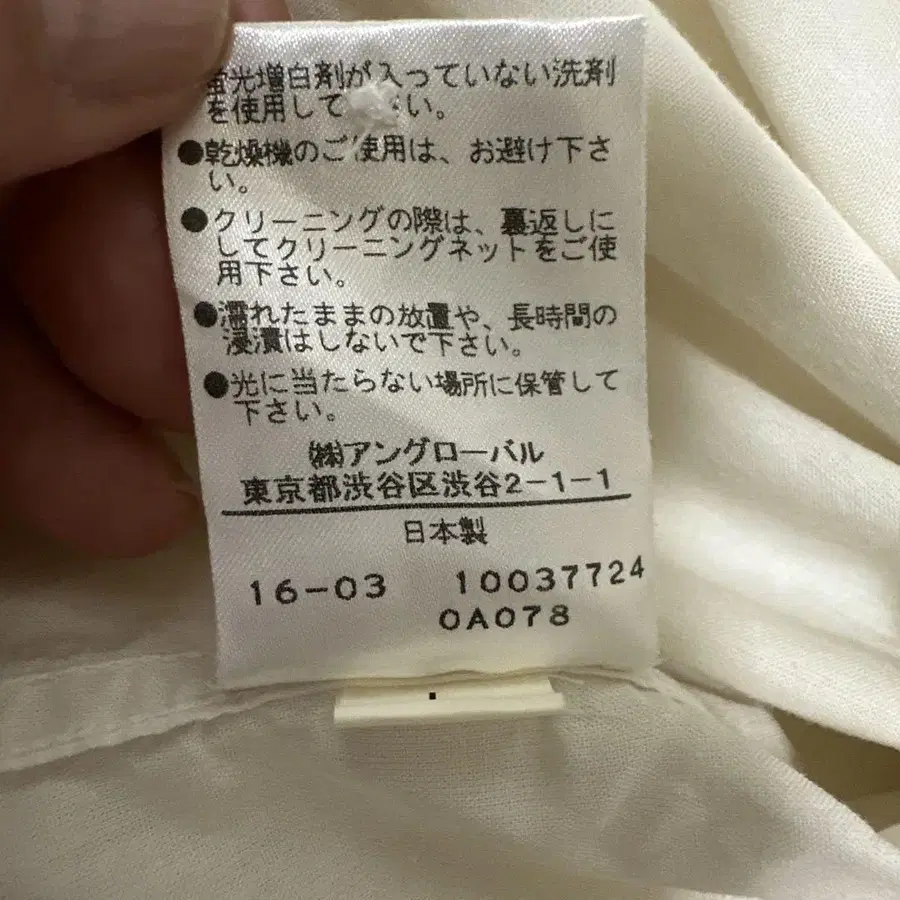 蛍光増白剤が入っていない洗剤
を使用して下さい。
●乾燥機のご使用は、お避け下さ
い。
●クリーニングの際は、裏返しに
してクリーニングネットをご使
用下さい。
●濡れたままの放置や、長時間の
浸漬はしないで下さい。
●光に当たらない場所に保管して
下さい。
㈱アングローバル
東京都渋谷区渋谷2-1-1
日本製
16-03 10037724
0A078